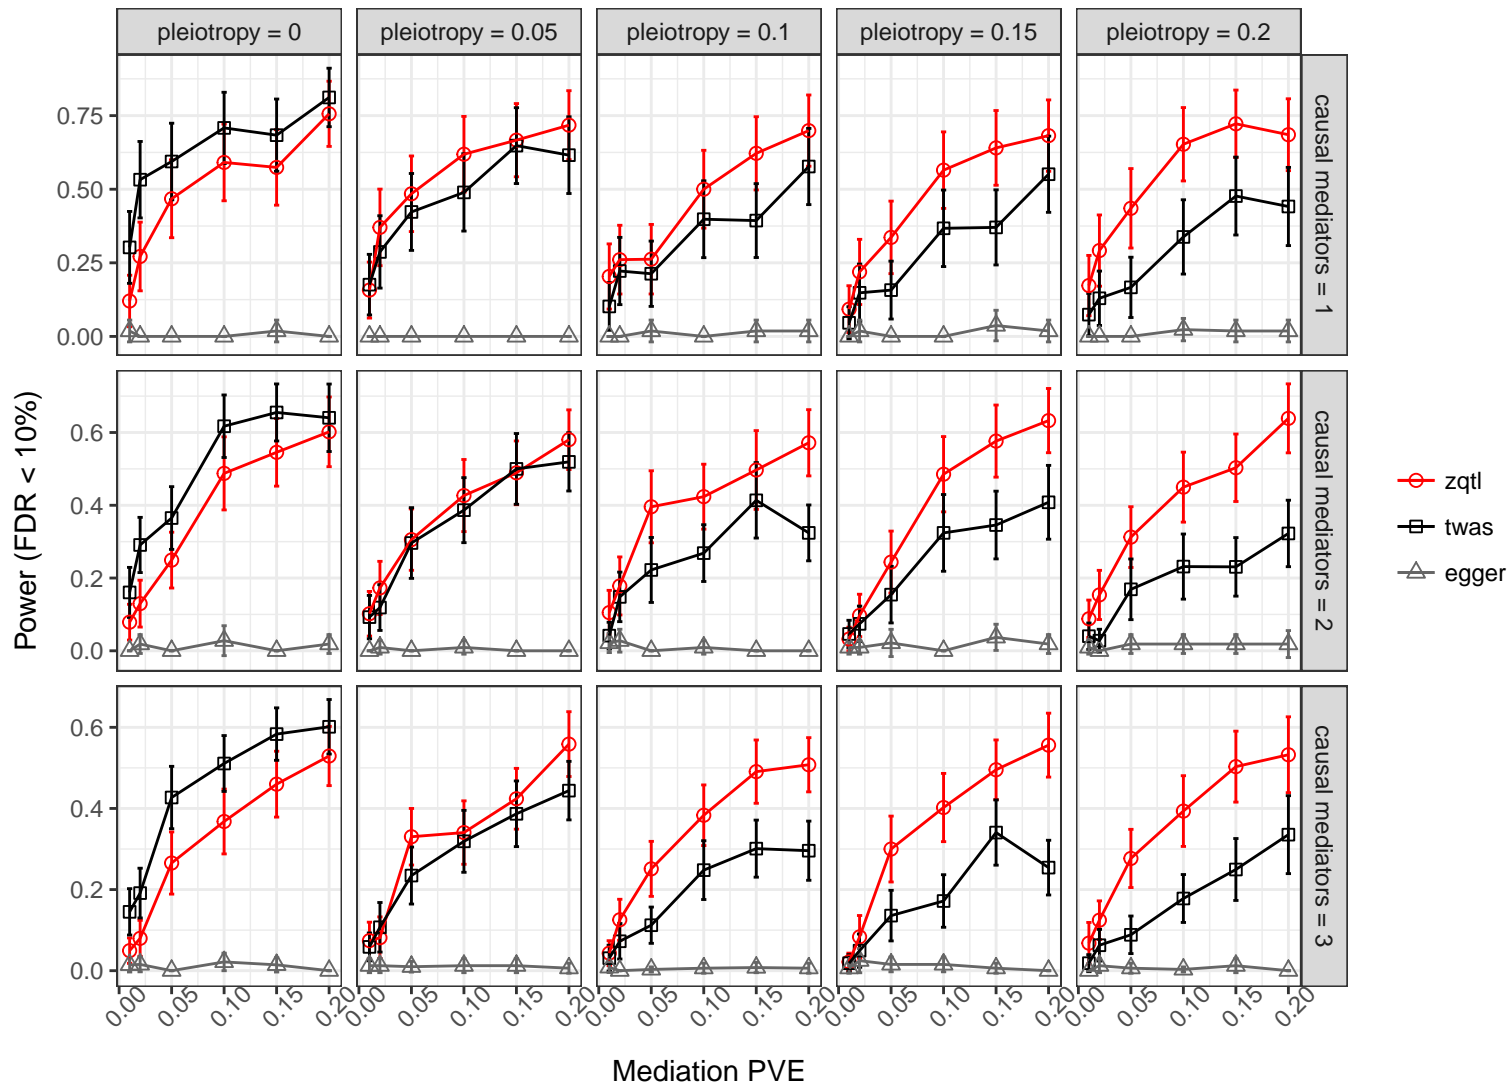 pleiotropy = 0
pleiotropy = 0.05
pleiotropy = 0.1
pleiotropy = 0.15
pleiotropy = 0.2
0.75
0.50
0.25
0.00
causal mediators = 1
0.6
0.4
0.2
0.0
causal mediators = 2
0.6
0.4
0.2
0.0
causal mediators = 3
Power (FDR < 10%)
0.00 0.05 0.10 0.15 0.20
0.00 0.05 0.10 0.15 0.20
0.00 0.05 0.10 0.15 0.20
0.00 0.05 0.10 0.15 0.20
0.00 0.05 0.10 0.15 0.20
Mediation PVE
zqtl
twas
egger